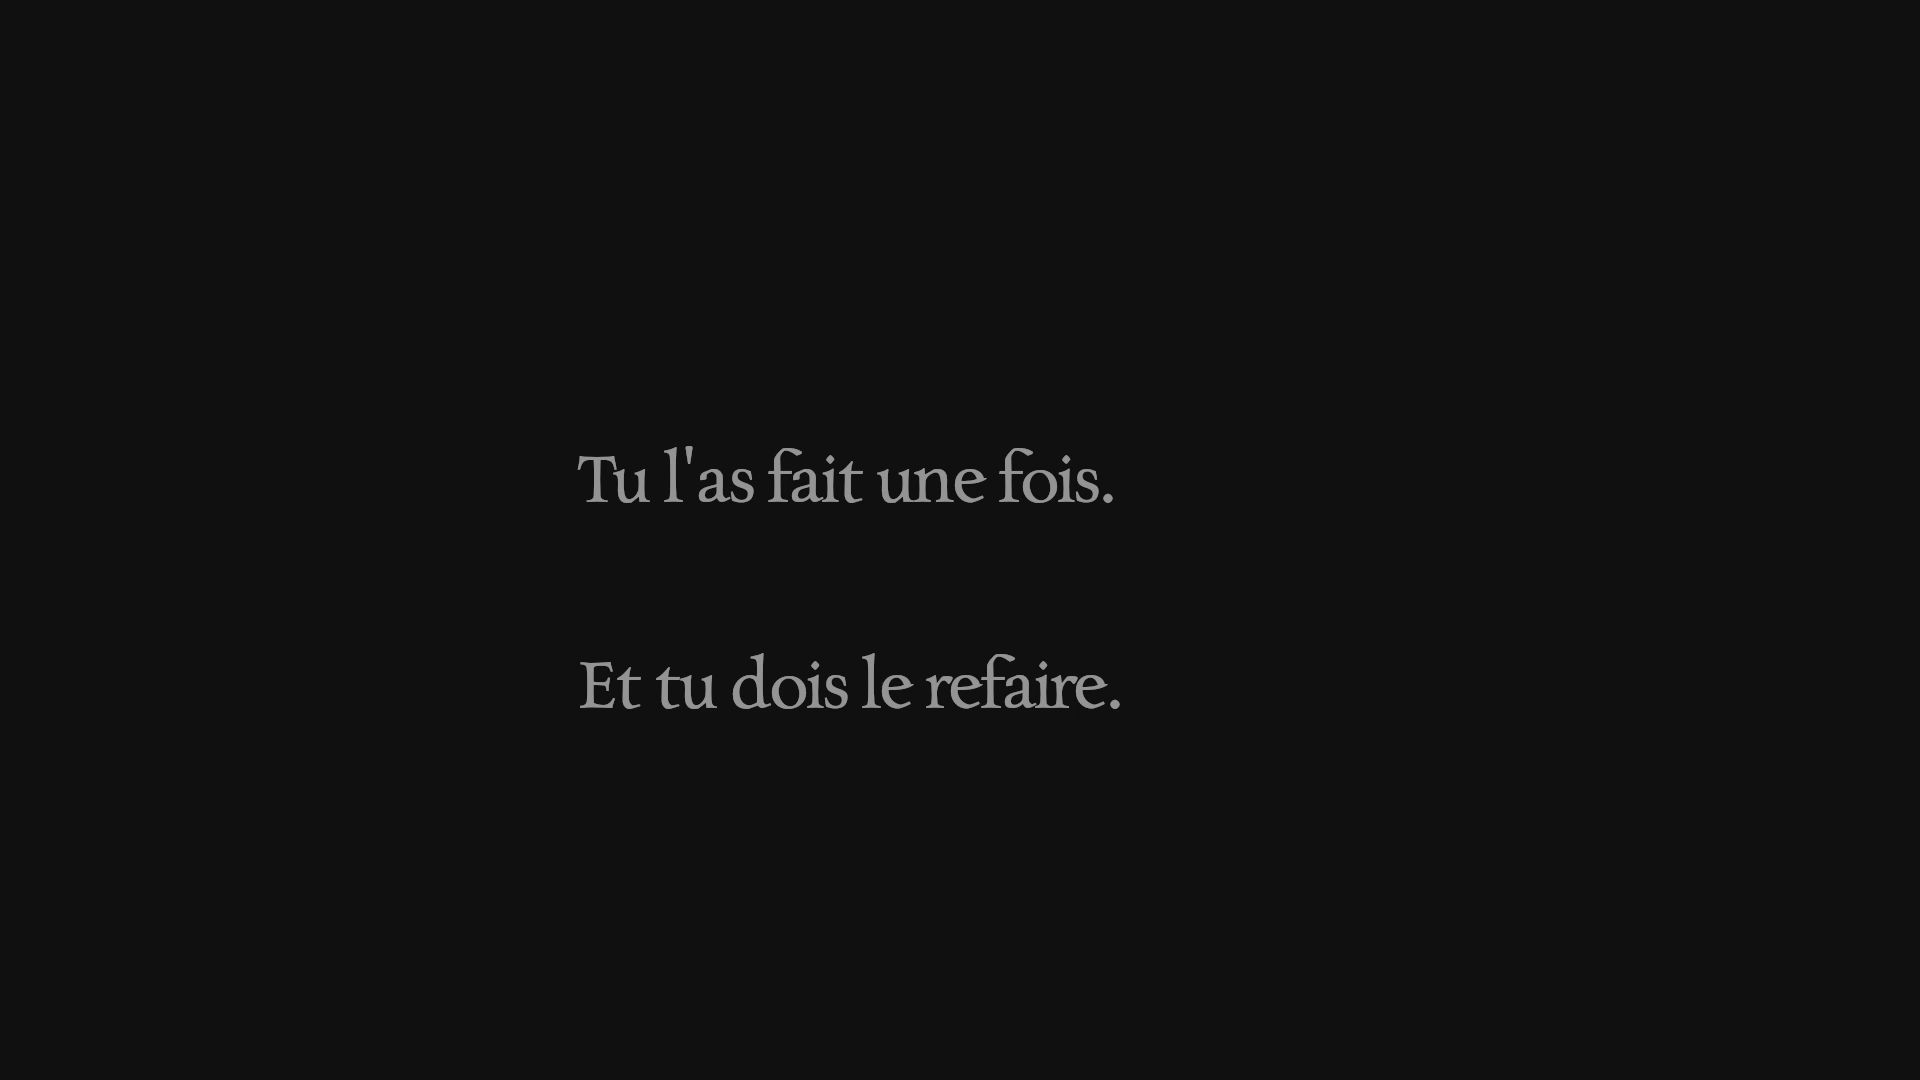 Tu l'as fait une fois.
Et tu dois le refaire.